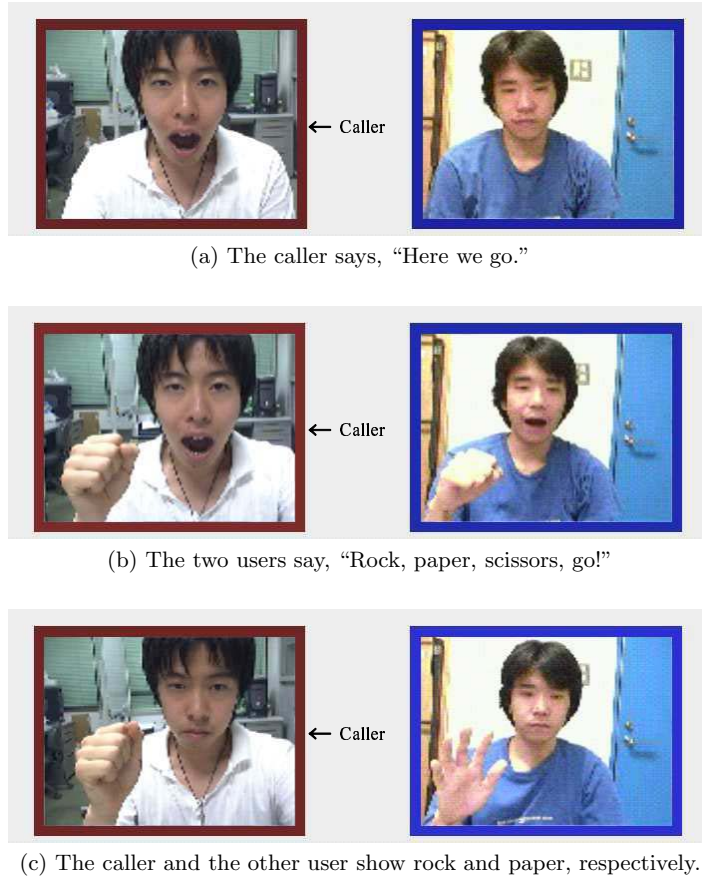 ← Caller
(a) The caller says, “Here we go.”
← Caller
(b) The two users say, “Rock, paper, scissors, go!”
← Caller
(c) The caller and the other user show rock and paper, respectively.